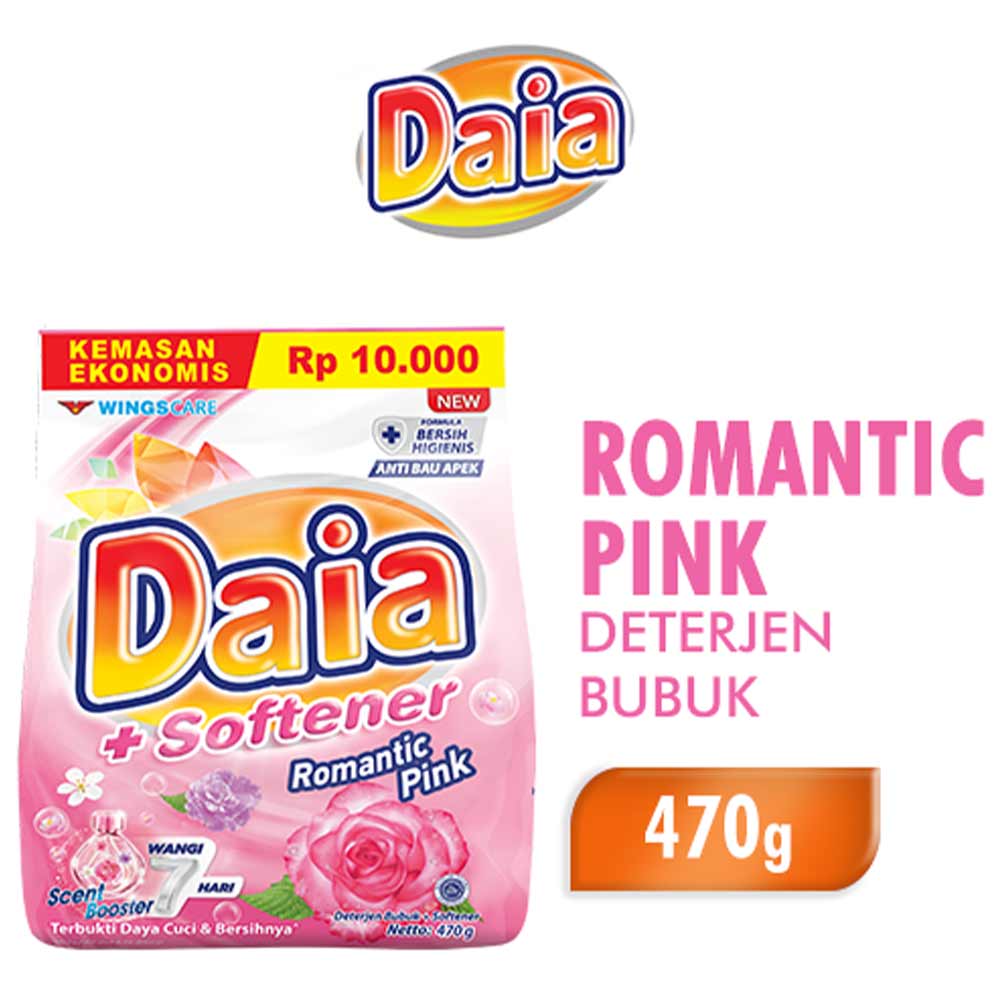 Daia
KEMASAN
EKONOMIS
Rp 10.000
WINGSCARE
NEW
FORMULA
BERSIH
HIGIENIS
ANTI BAU APEK
Daia
+ Softener
Romantic
Pink
WANGI
7
HARI
Scent
Booster
Terbukti Daya Cuci & Bersihnya*
Deterjen Bubuk + Softener
Netto: 470 g
ROMANTIC
PINK
DETERJEN
BUBUK
470g